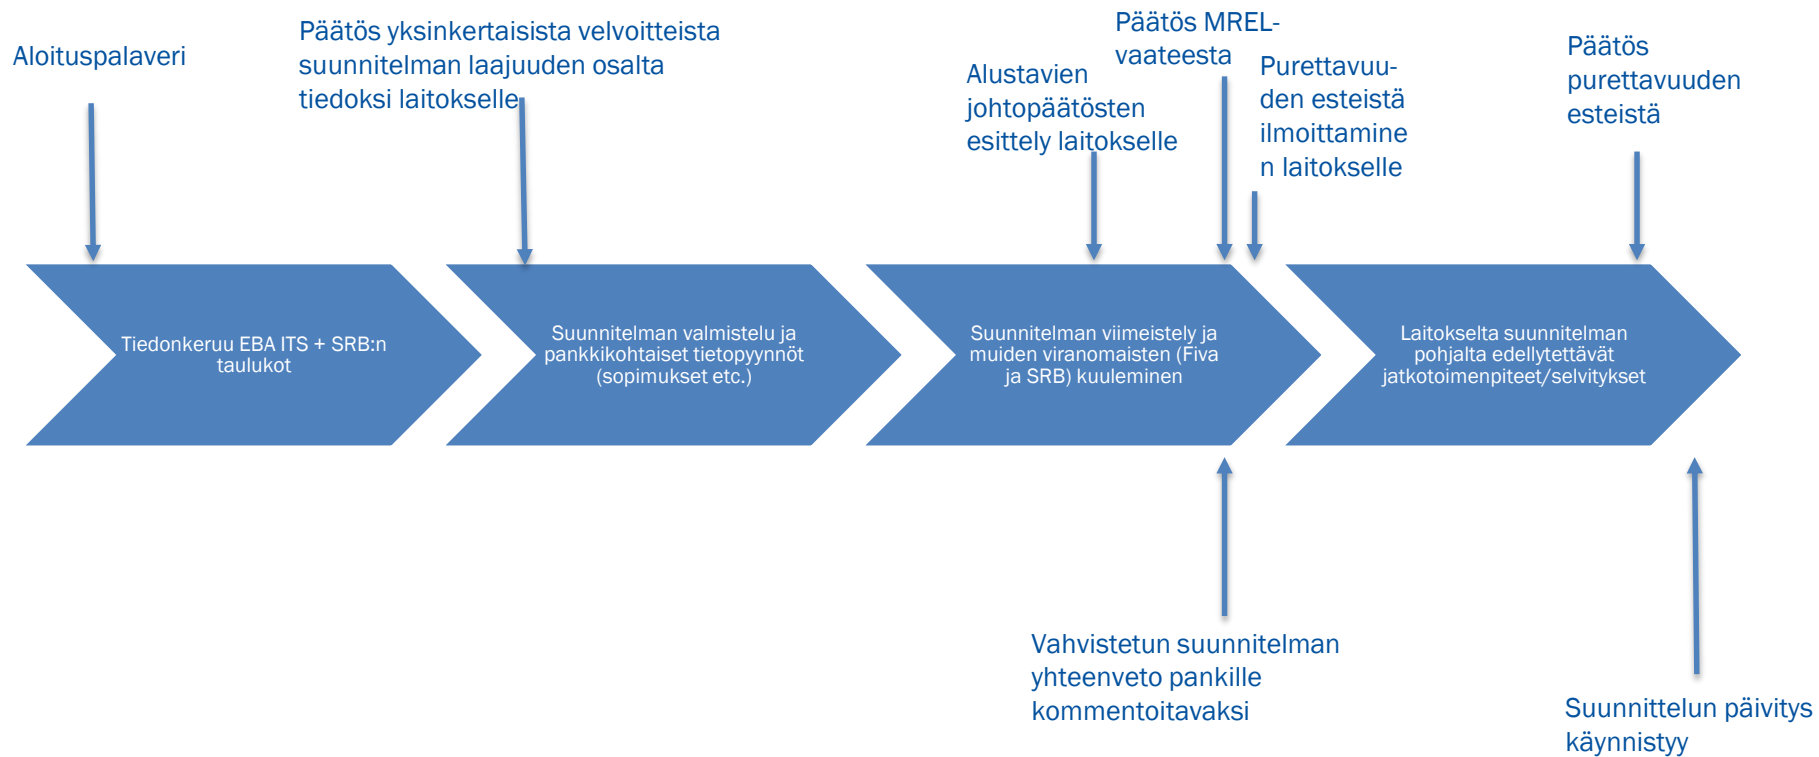 Aloituspalaveri
Päätös yksinkertaisista velvoitteista
suunnitelman laajuuden osalta
tiedoksi laitokselle
Alustavien
johtopäätösten
esittely laitokselle
Päätös MREL-
vaateesta
Purettavuu-
den esteistä
ilmoittamine
n laitokselle
Päätös
purettavuuden
esteistä
Tiedonkeruu EBA ITS + SRB:n
taulukot
Suunnitelman valmistelu ja
pankkikohtaiset tietopyynnöt
(sopimukset etc.)
Suunnitelman viimeistely ja
muiden viranomaisten (Fiva
ja SRB) kuuleminen
Laitokselta suunnitelman
pohjalta edellytettävät
jatkotoimenpiteet/selvitykset
Vahvistetun suunnitelman
yhteenveto pankille
kommentoitavaksi
Suunnittelun päivitys
käynnistyy